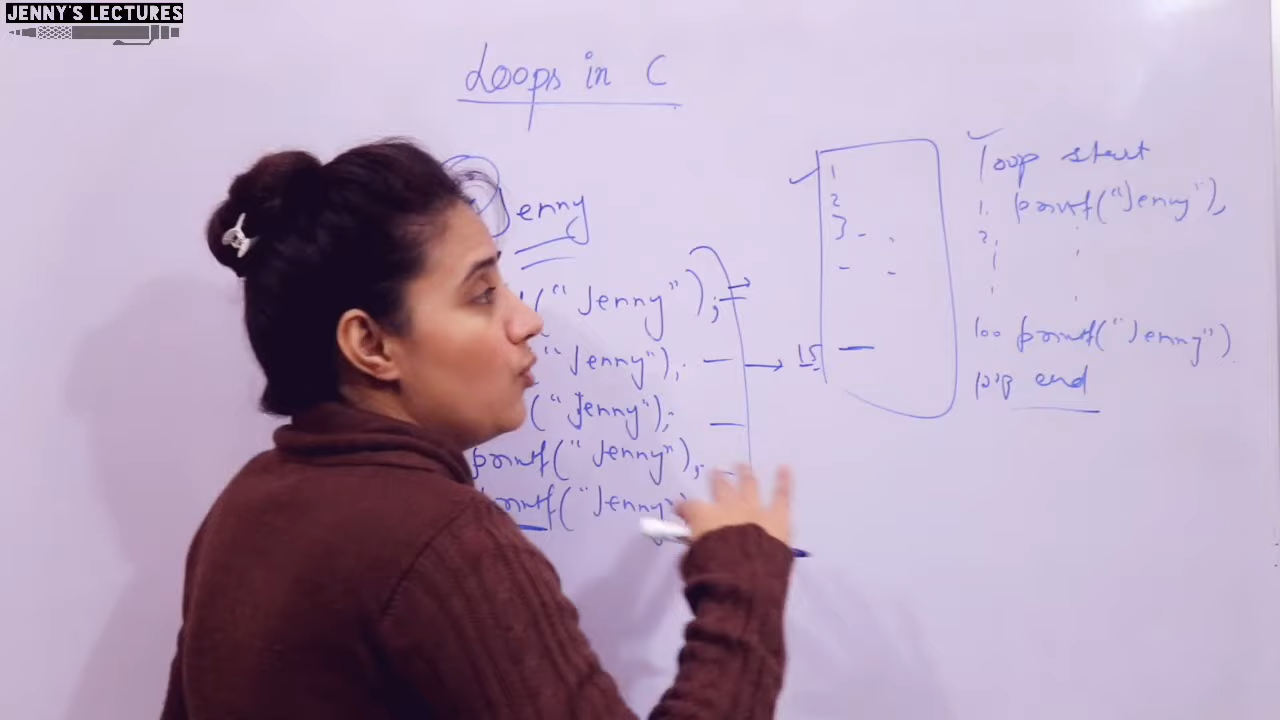 JENNY'S LECTURES
Loops in C
Jenny
("Jenny");
("Jenny");
("Jenny");
printf("Jenny");
printf("Jenny"
1
2
3
15
loop start
1. printf("Jenny");
2.
100 printf("Jenny")
loop end